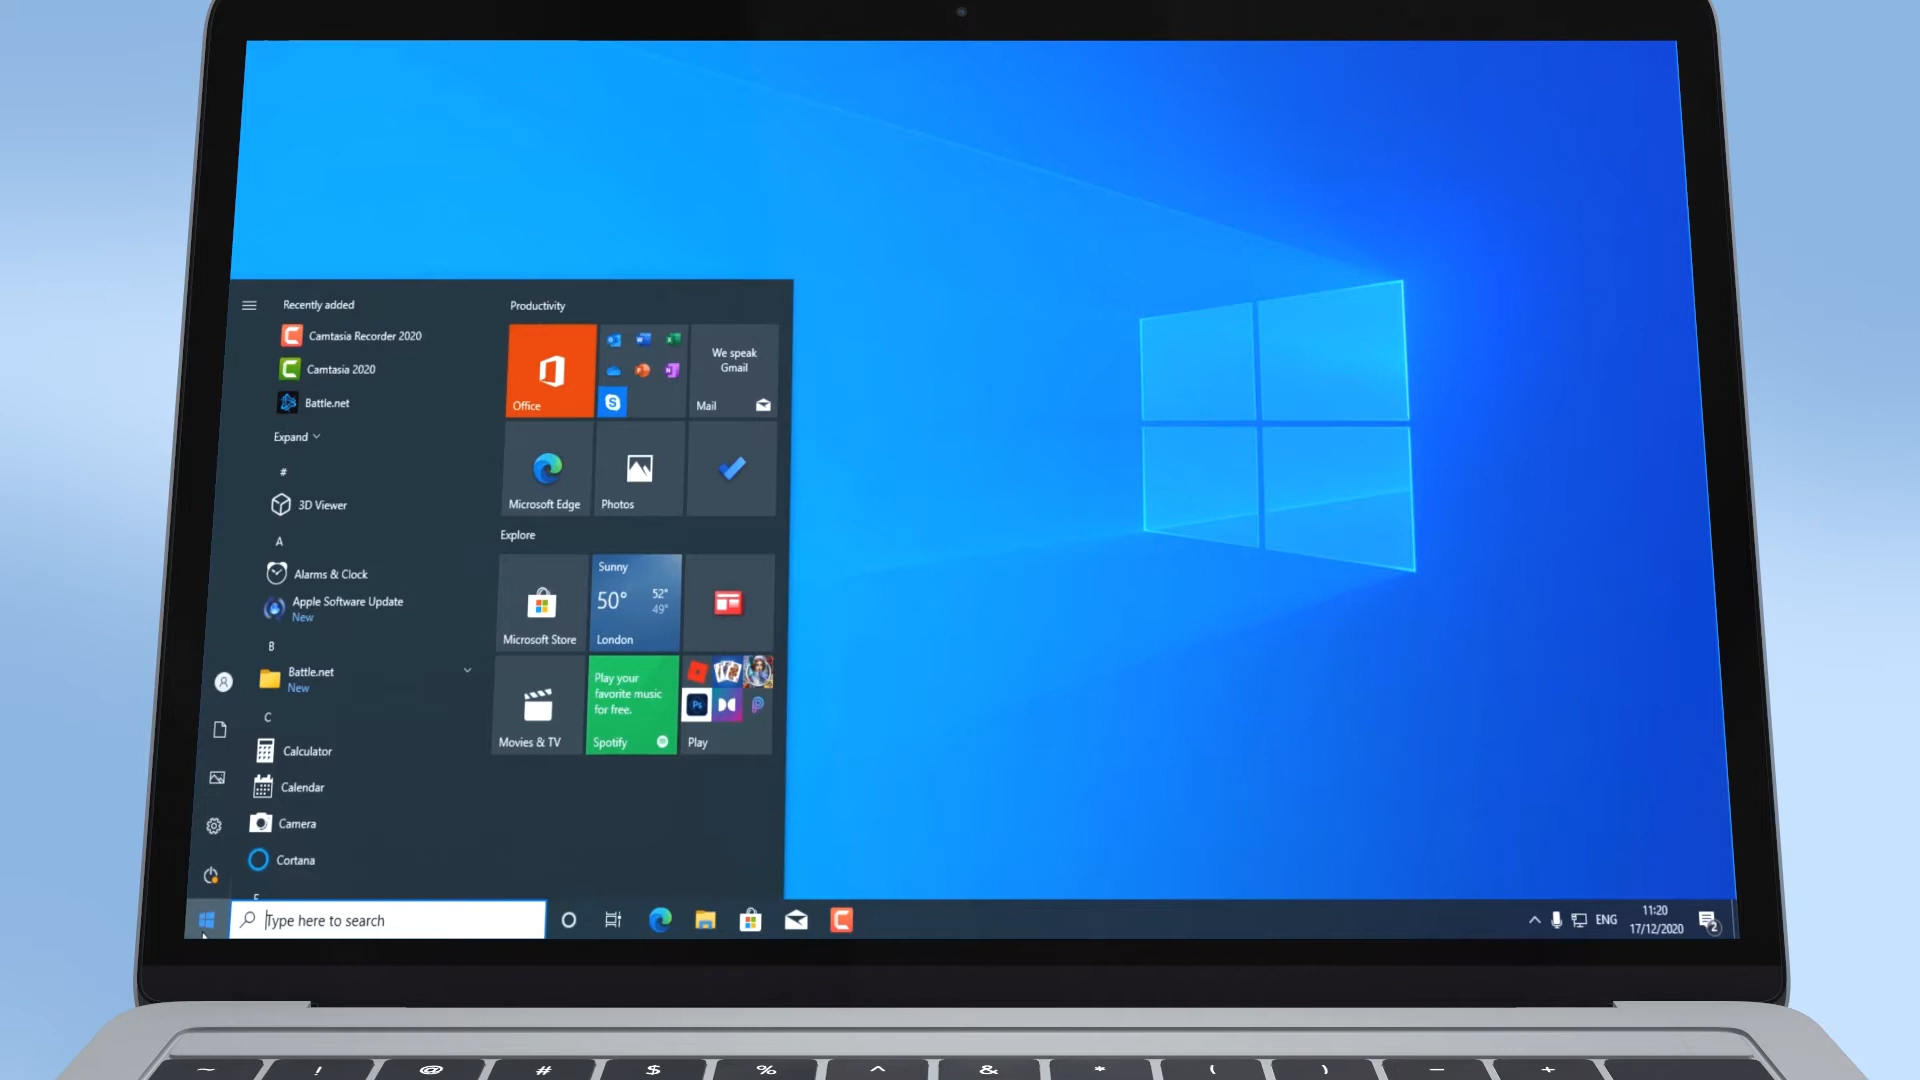 Recently added
Camtasia Recorder 2020
Camtasia 2020
Battle.net
Expand
#
3D Viewer
A
Alarms & Clock
Apple Software Update
New
B
Battle.net
New
C
Calculator
Calendar
Camera
Cortana
Productivity
Office
We speak
Gmail
Mail
Microsoft Edge
Photos
Explore
Microsoft Store
Sunny
50°
52°
49°
London
Movies & TV
Play your
favorite music
for free.
Spotify
Ps
Play
Type here to search
ENG
11:20
17/12/2020
2
~ ! @ # $ % ^ & * ( ) – +